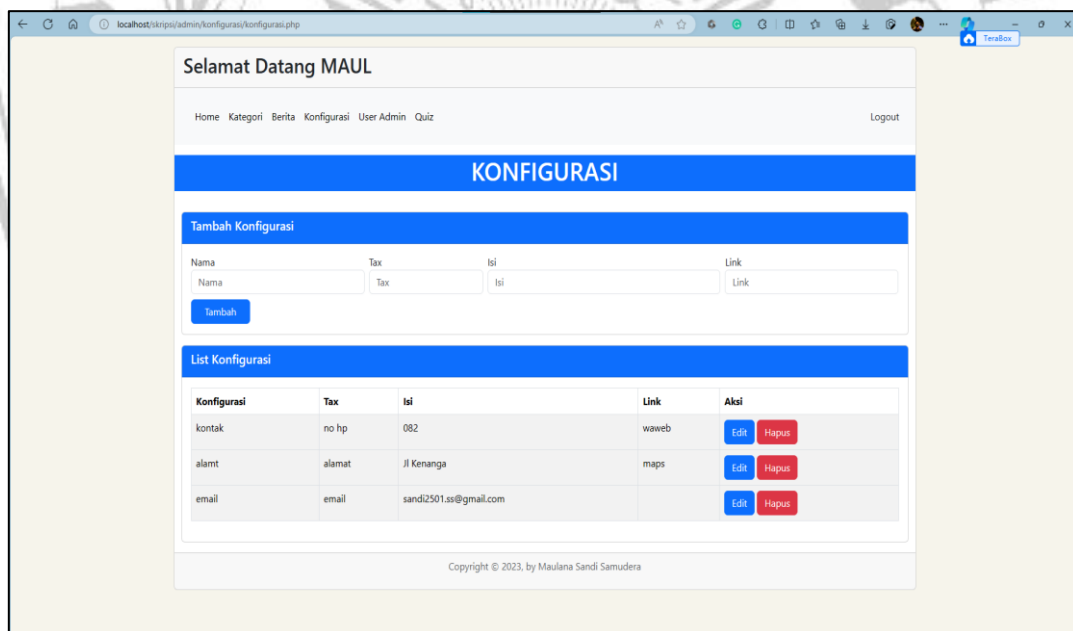 localhost/skripsi/admin/konfigurasi/konfigurasi.php
TeraBox
Selamat Datang MAUL
Home Kategori Berita Konfigurasi User Admin Quiz Logout
KONFIGURASI
Tambah Konfigurasi
Nama Tax Isi Link
Nama Tax Isi Link
Tambah
List Konfigurasi
Konfigurasi Tax Isi Link Aksi
kontak no hp 082 waweb Edit Hapus
alamt alamat Jl Kenanga maps Edit Hapus
email email sandi2501.ss@gmail.com Edit Hapus
Copyright © 2023, by Maulana Sandi Samudera